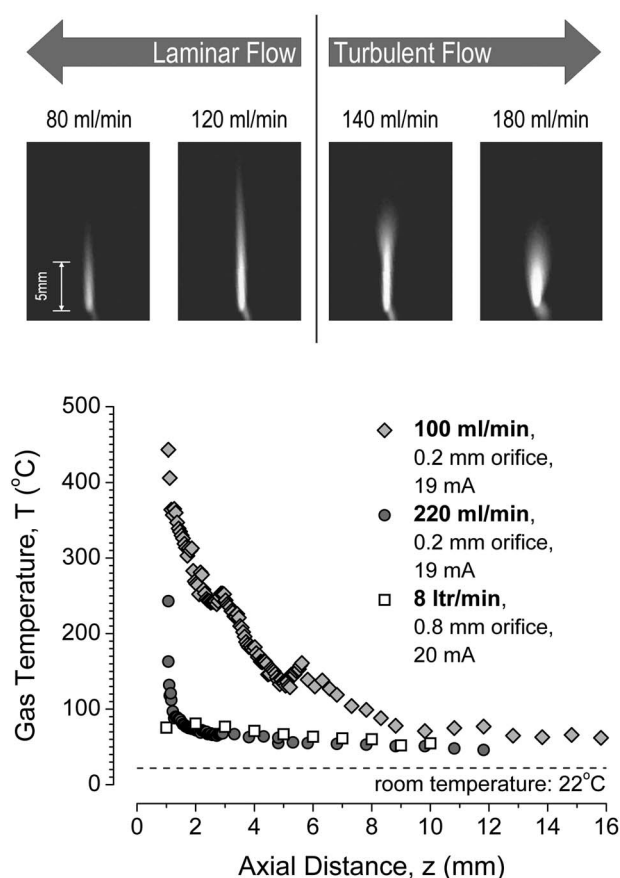 Laminar Flow Turbulent Flow
80 ml/min 120 ml/min 140 ml/min 180 ml/min
5mm
500
400
300
200
100
0
Gas Temperature, T (°C)
100 ml/min,
0.2 mm orifice,
19 mA
220 ml/min,
0.2 mm orifice,
19 mA
8 ltr/min,
0.8 mm orifice,
20 mA
room temperature: 22°C
0 2 4 6 8 10 12 14 16
Axial Distance, z (mm)